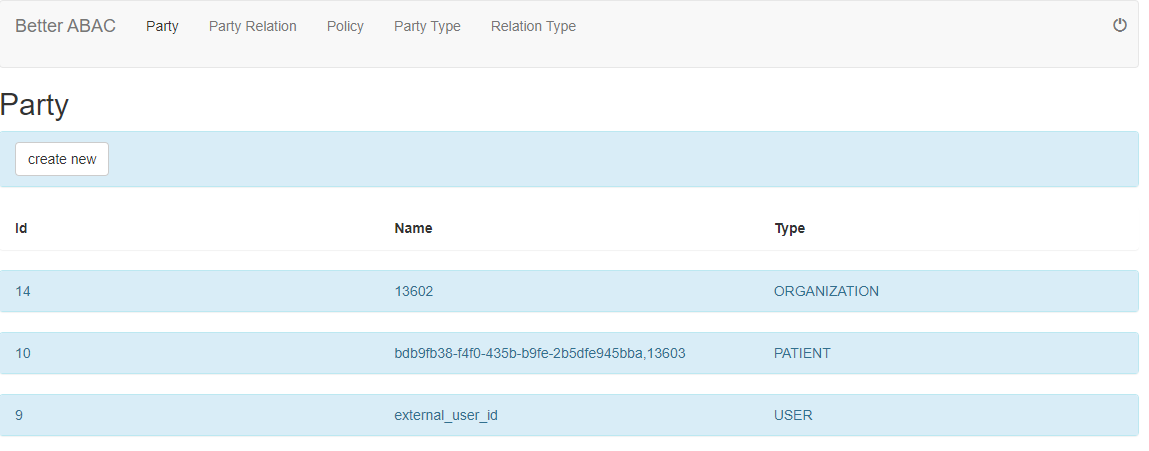 Better ABAC Party Party Relation Policy Party Type Relation Type
Party
create new
Id Name Type
14 13602 ORGANIZATION
10 bdb9fb38-f4f0-435b-b9fe-2b5dfe945bba,13603 PATIENT
9 external_user_id USER